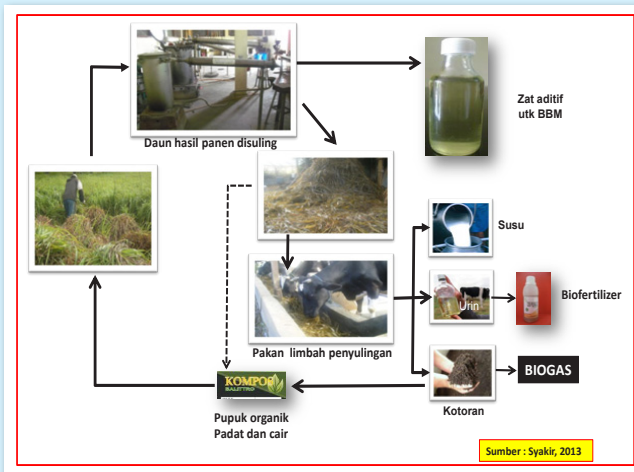 Daun hasil panen disuling
Zat aditif
utk BBM
Susu
Urin
Biofertilizer
Pakan limbah penyulingan
BIOGAS
Kotoran
KOMPOS
BALITTRO
Pupuk organik
Padat dan cair
Sumber : Syakir, 2013